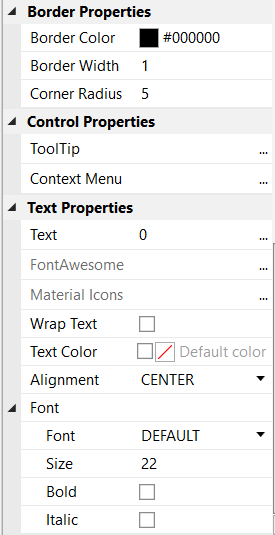 Border Properties
Border Color #000000
Border Width 1
Corner Radius 5
Control Properties
ToolTip ...
Context Menu ...
Text Properties
Text 0 ...
FontAwesome ...
Material Icons ...
Wrap Text
Text Color Default color
Alignment CENTER
Font
Font DEFAULT
Size 22
Bold
Italic